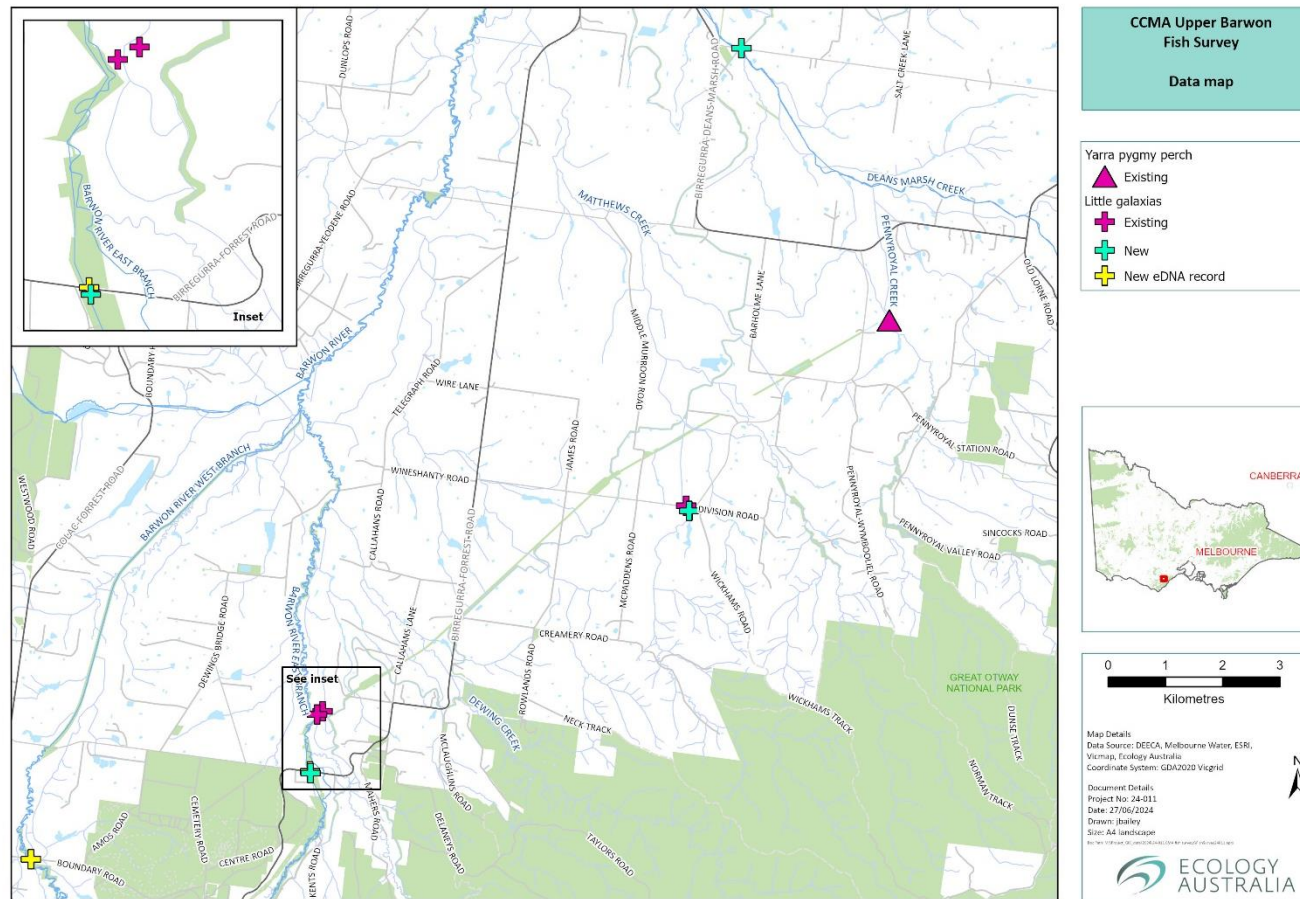 CCMA Upper Barwon
Fish Survey
Data map
Yarra pygmy perch
Existing
Little galaxias
Existing
New
New eDNA record
CANBERRA
MELBOURNE
0 1 2 3
Kilometres
Map Details
Data Source: DEECA, Melbourne Water, ESRI,
Vicmap, Ecology Australia
Coordinate System: GDA2020 Vicgrid
Document Details
Project No: 24-011
Date: 27/06/2024
Drawn: jbailey
Size: A4 landscape
N
ECOLOGY
AUSTRALIA
BARWON RIVER EAST BRANCH
BIRREGURRA-FORREST-ROAD
Inset
DUNLOPS ROAD
BIRREGURRA-DEANS-MARSH-ROAD
SALT CREEK LANE
DEANS MARSH CREEK
MATTHEWS CREEK
BIRREGURRA-YEODENE ROAD
PENNYROYAL CREEK
OLD LORNE ROAD
BARHOLME LANE
MIDDLE MURROON ROAD
BARWON RIVER
BOUNDARY
TELEGRAPH ROAD
WIRE LANE
JAMES ROAD
PENNYROYAL-STATION ROAD
WINESHANTY ROAD
COLAC-FORREST-ROAD
BARWON RIVER WEST-BRANCH
WESTWOOD ROAD
CALLAHANS ROAD
BIRREGURRA-FORREST-ROAD
DIVISION ROAD
PENNYROYAL-WYMBOOLIEL ROAD
SINCOCKS ROAD
PENNYROYAL VALLEY ROAD
MCPADDENS ROAD
WICKHAMS ROAD
DEWINGS BRIDGE ROAD
BARWON RIVER EAST BRANCH
CALLAHANS LANE
CREAMERY ROAD
See inset
ROWLANDS ROAD
GREAT OTWAY
NATIONAL PARK
DEWING CREEK
NECK TRACK
WICKHAMS TRACK
DUNSE TRACK
MCLAUGHLINS ROAD
NORMAN TRACK
MAHERS ROAD
CEMETERY ROAD
AMOS ROAD
DELANEYS ROAD
TAYLORS ROAD
CENTRE ROAD
BOUNDARY ROAD
KENTS ROAD